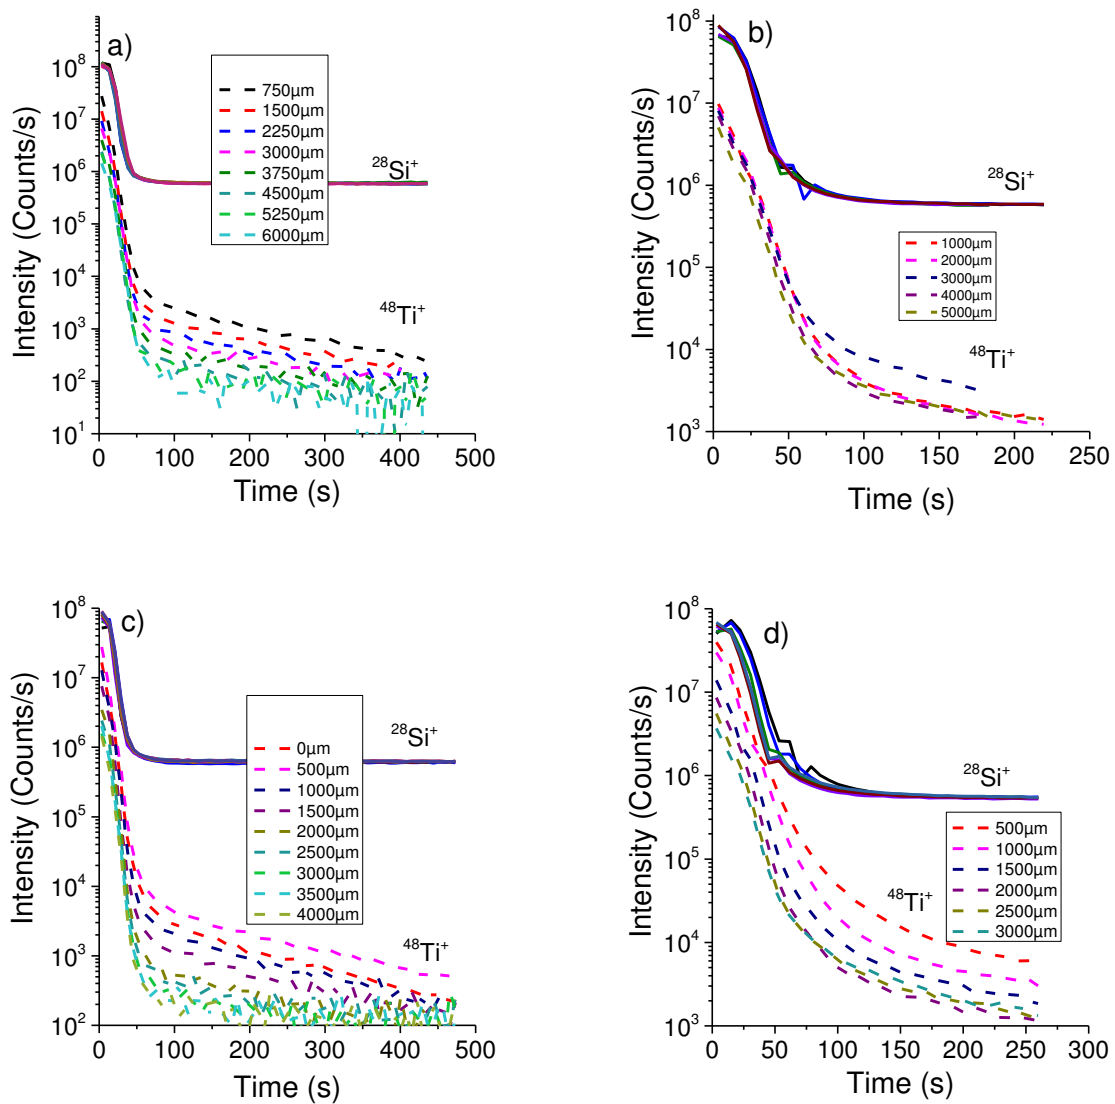 a)
Intensity (Counts/s)
10⁸
10⁷
10⁶
10⁵
10⁴
10³
10²
10¹
750µm
1500µm
2250µm
3000µm
3750µm
4500µm
5250µm
6000µm
²⁸Si⁺
⁴⁸Ti⁺
0 100 200 300 400 500
Time (s)
b)
Intensity (Counts/s)
10⁸
10⁷
10⁶
10⁵
10⁴
10³
²⁸Si⁺
1000µm
2000µm
3000µm
4000µm
5000µm
⁴⁸Ti⁺
0 50 100 150 200 250
Time (s)
c)
Intensity (Counts/s)
10⁸
10⁷
10⁶
10⁵
10⁴
10³
10²
0µm
500µm
1000µm
1500µm
2000µm
2500µm
3000µm
3500µm
4000µm
²⁸Si⁺
⁴⁸Ti⁺
0 100 200 300 400 500
Time (s)
d)
Intensity (Counts/s)
10⁸
10⁷
10⁶
10⁵
10⁴
10³
²⁸Si⁺
500µm
1000µm
1500µm
2000µm
2500µm
3000µm
⁴⁸Ti⁺
0 50 100 150 200 250 300
Time (s)